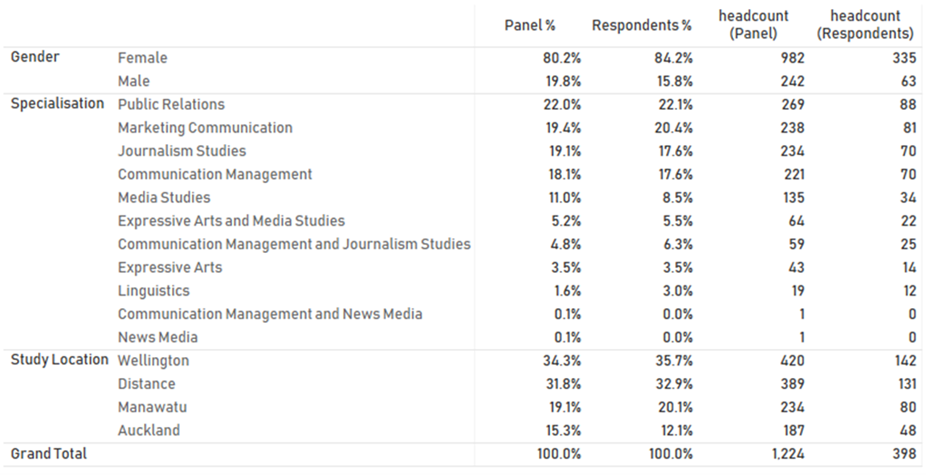 Panel % Respondents % headcount (Panel) headcount (Respondents)
Gender Female 80.2% 84.2% 982 335
Male 19.8% 15.8% 242 63
Specialisation Public Relations 22.0% 22.1% 269 88
Marketing Communication 19.4% 20.4% 238 81
Journalism Studies 19.1% 17.6% 234 70
Communication Management 18.1% 17.6% 221 70
Media Studies 11.0% 8.5% 135 34
Expressive Arts and Media Studies 5.2% 5.5% 64 22
Communication Management and Journalism Studies 4.8% 6.3% 59 25
Expressive Arts 3.5% 3.5% 43 14
Linguistics 1.6% 3.0% 19 12
Communication Management and News Media 0.1% 0.0% 1 0
News Media 0.1% 0.0% 1 0
Study Location Wellington 34.3% 35.7% 420 142
Distance 31.8% 32.9% 389 131
Manawatu 19.1% 20.1% 234 80
Auckland 15.3% 12.1% 187 48
Grand Total 100.0% 100.0% 1,224 398